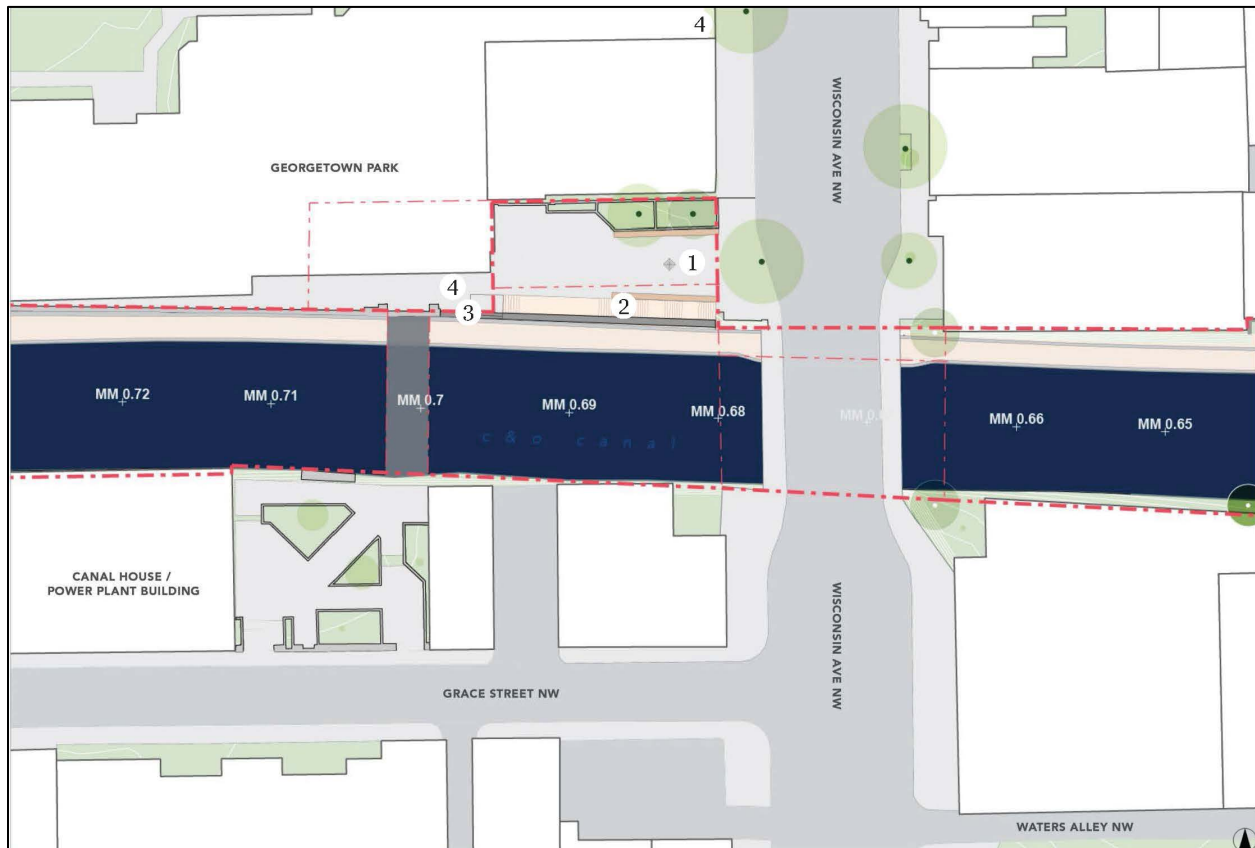 4
WISCONSIN AVE NW
GEORGETOWN PARK
1
4
2
3
MM 0.72
MM 0.71
MM 0.7
MM 0.69
MM 0.68
MM 0.66
MM 0.65
c & o canal
CANAL HOUSE /
POWER PLANT BUILDING
WISCONSIN AVE NW
GRACE STREET NW
WATERS ALLEY NW